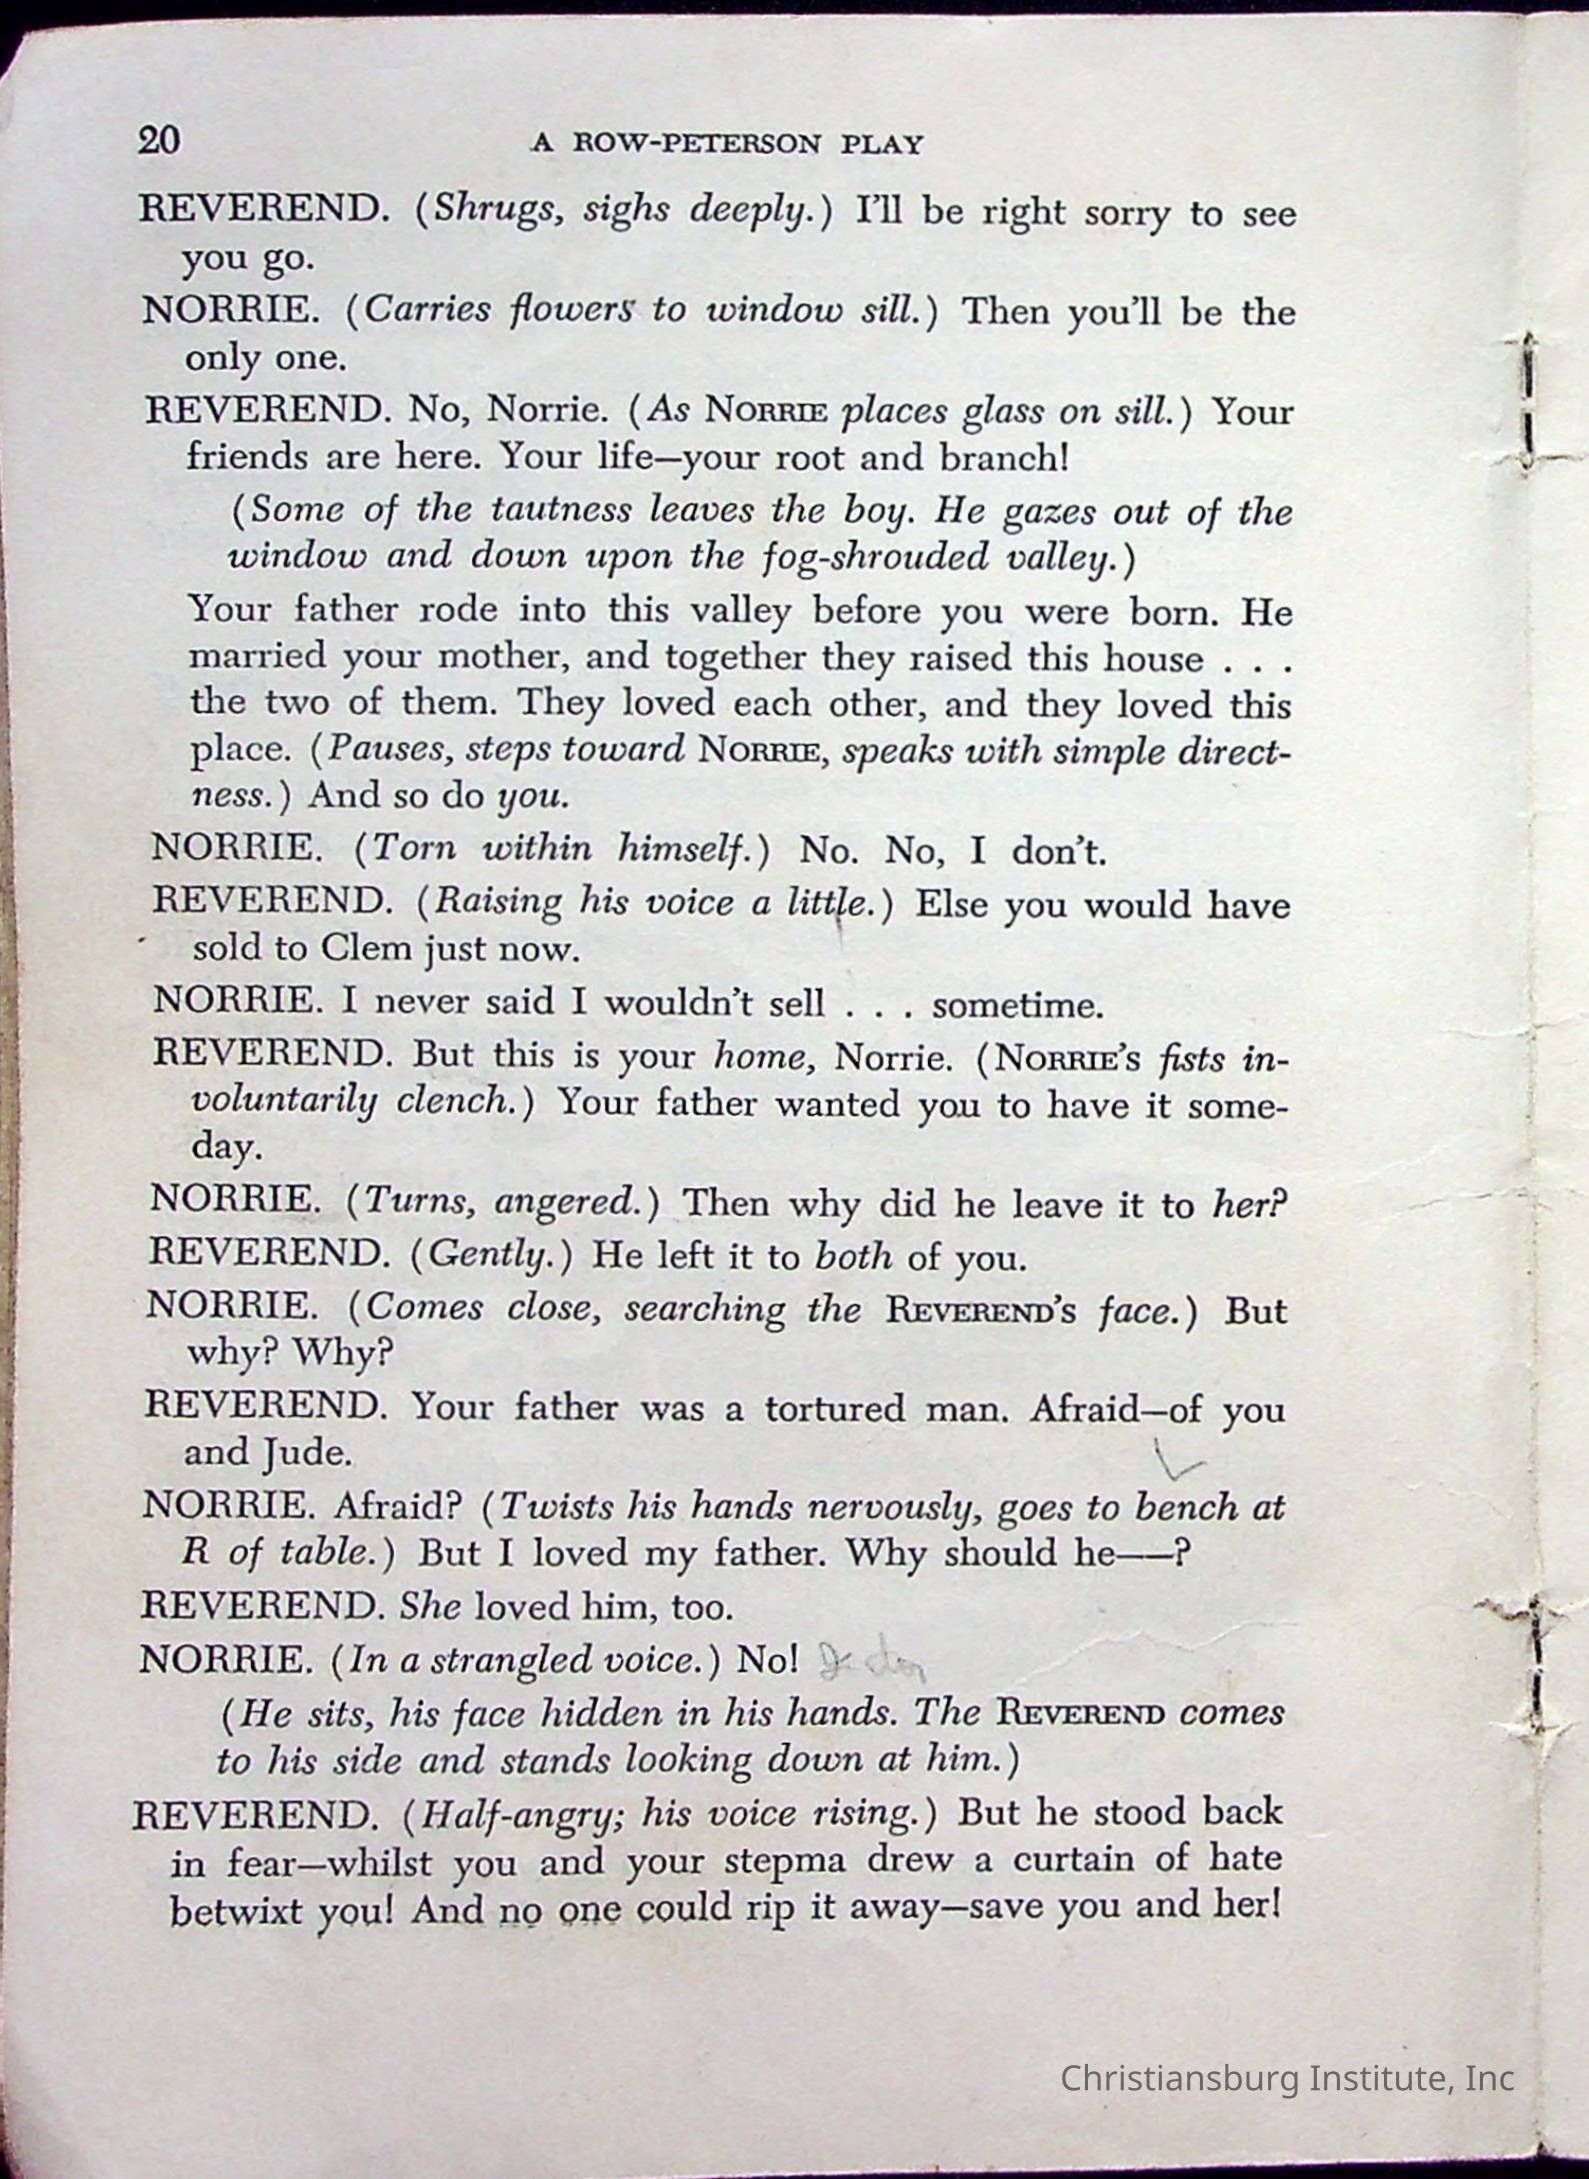 20 A ROW-PETERSON PLAY
REVEREND. (Shrugs, sighs deeply.) I'll be right sorry to see
you go.
NORRIE. (Carries flowers to window sill.) Then you'll be the
only one.
REVEREND. No, Norrie. (As NORRIE places glass on sill.) Your
friends are here. Your life—your root and branch!
(Some of the tautness leaves the boy. He gazes out of the
window and down upon the fog-shrouded valley.)
Your father rode into this valley before you were born. He
married your mother, and together they raised this house . . .
the two of them. They loved each other, and they loved this
place. (Pauses, steps toward NORRIE, speaks with simple direct-
ness.) And so do you.
NORRIE. (Torn within himself.) No. No, I don't.
REVEREND. (Raising his voice a little.) Else you would have
sold to Clem just now.
NORRIE. I never said I wouldn't sell . . . sometime.
REVEREND. But this is your home, Norrie. (NORRIE'S fists in-
voluntarily clench.) Your father wanted you to have it some-
day.
NORRIE. (Turns, angered.) Then why did he leave it to her?
REVEREND. (Gently.) He left it to both of you.
NORRIE. (Comes close, searching the REVEREND'S face.) But
why? Why?
REVEREND. Your father was a tortured man. Afraid—of you
and Jude.
NORRIE. Afraid? (Twists his hands nervously, goes to bench at
R of table.) But I loved my father. Why should he——?
REVEREND. She loved him, too.
NORRIE. (In a strangled voice.) No!
(He sits, his face hidden in his hands. The REVEREND comes
to his side and stands looking down at him.)
REVEREND. (Half-angry; his voice rising.) But he stood back
in fear—whilst you and your stepma drew a curtain of hate
betwixt you! And no one could rip it away—save you and her!
Christiansburg Institute, Inc